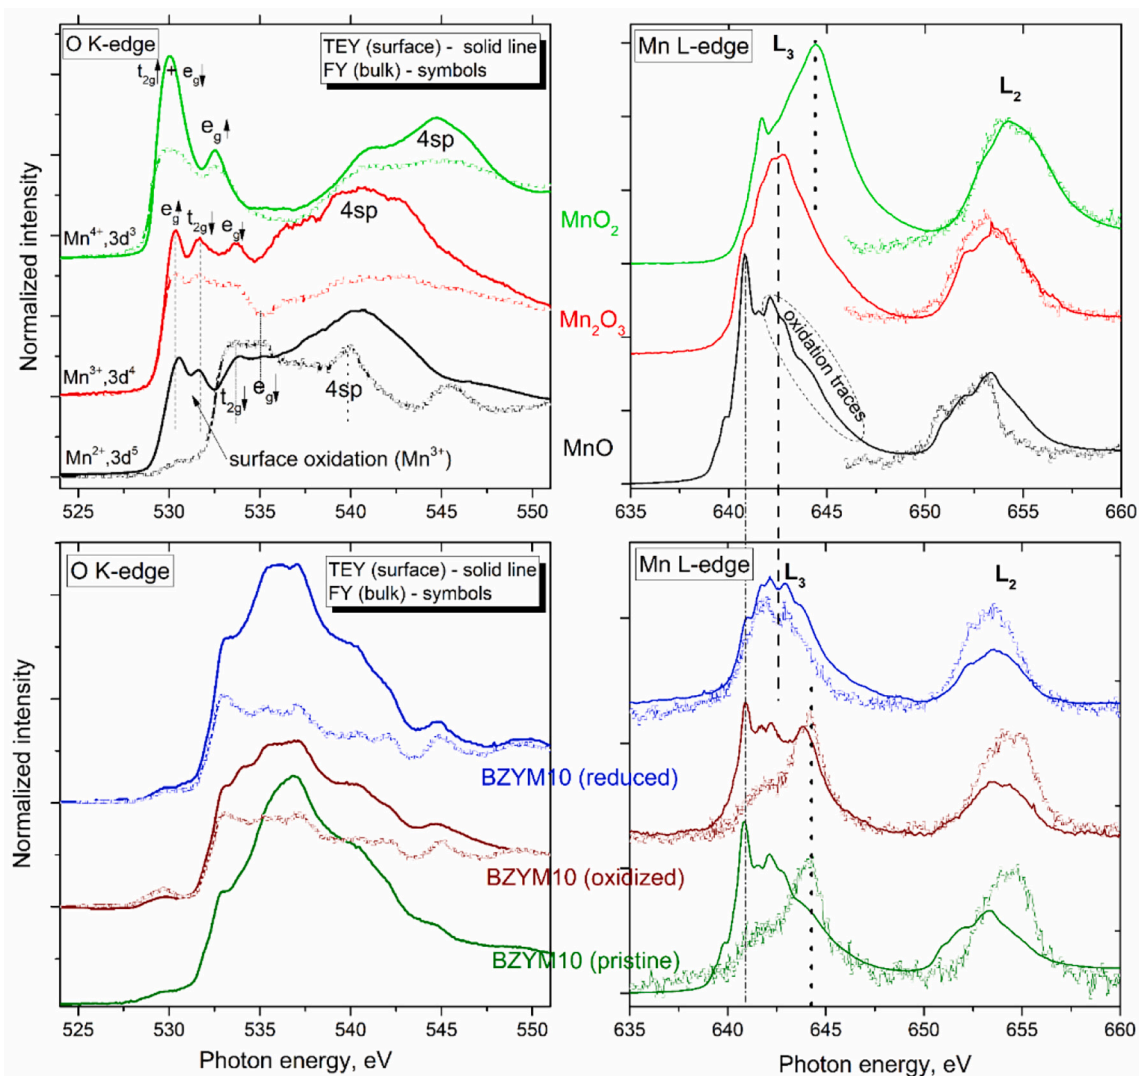 O K-edge
TEY (surface) - solid line
FY (bulk) - symbols
t2g↑ + eg↓
eg↑
4sp
Mn4+,3d3
eg↑
t2g↓
eg↓
4sp
Mn3+,3d4
t2g↓
eg↓
4sp
surface oxidation (Mn3+)
Mn2+,3d5
Normalized intensity
525 530 535 540 545 550
Mn L-edge
L3
L2
MnO2
Mn2O3
MnO
oxidation traces
635 640 645 650 655 660
O K-edge
TEY (surface) - solid line
FY (bulk) - symbols
Normalized intensity
BZYM10 (reduced)
BZYM10 (oxidized)
BZYM10 (pristine)
525 530 535 540 545 550
Photon energy, eV
Mn L-edge
L3
L2
635 640 645 650 655 660
Photon energy, eV